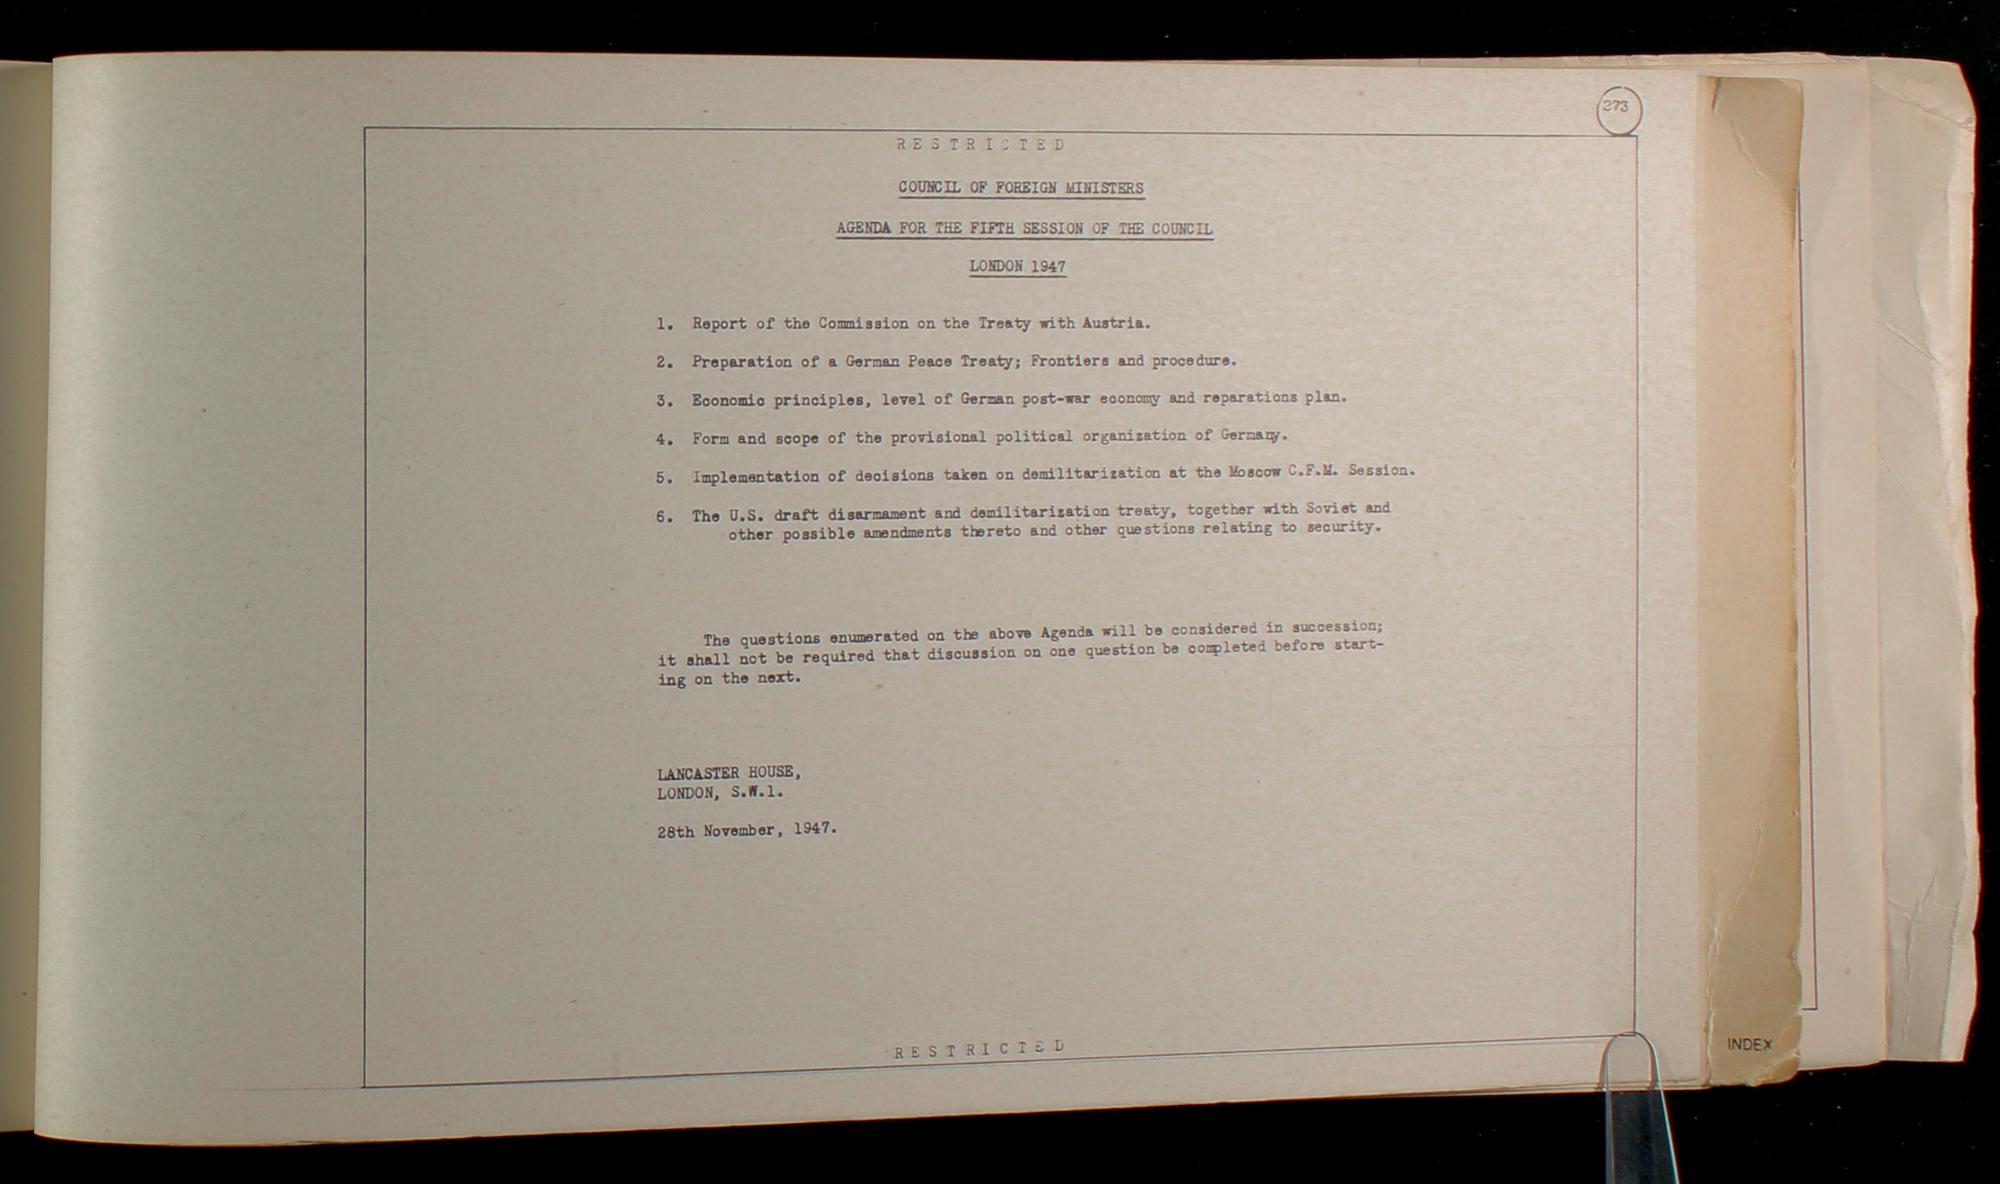 273
RESTRICTED
COUNCIL OF FOREIGN MINISTERS
AGENDA FOR THE FIFTH SESSION OF THE COUNCIL
LONDON 1947
1. Report of the Commission on the Treaty with Austria.
2. Preparation of a German Peace Treaty; Frontiers and procedure.
3. Economic principles, level of German post-war economy and reparations plan.
4. Form and scope of the provisional political organization of Germany.
5. Implementation of decisions taken on demilitarization at the Moscow C.F.M. Session.
6. The U.S. draft disarmament and demilitarization treaty, together with Soviet and
other possible amendments thereto and other questions relating to security.
The questions enumerated on the above Agenda will be considered in succession;
it shall not be required that discussion on one question be completed before start-
ing on the next.
LANCASTER HOUSE,
LONDON, S.W.1.
28th November, 1947.
RESTRICTED
INDEX